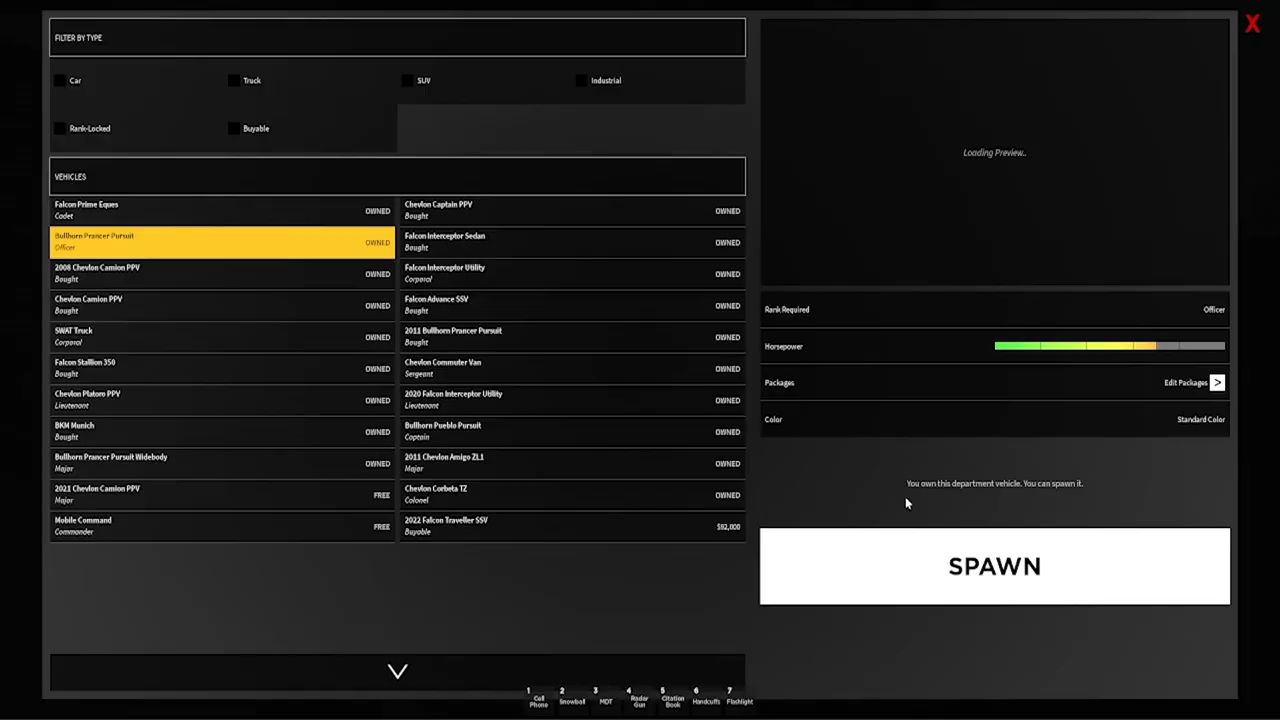 X
FILTER BY TYPE
Car
Truck
SUV
Industrial
Rank-Locked
Buyable
VEHICLES
Falcon Prime Eques
Cadet
OWNED
Chevlon Captain PPV
Bought
OWNED
Bullhorn Prancer Pursuit
Officer
OWNED
Falcon Interceptor Sedan
Bought
OWNED
2008 Chevlon Camion PPV
Bought
OWNED
Falcon Interceptor Utility
Corporal
OWNED
Chevlon Camion PPV
Bought
OWNED
Falcon Advance SSV
Bought
OWNED
SWAT Truck
Corporal
OWNED
2011 Bullhorn Prancer Pursuit
Bought
OWNED
Falcon Stallion 350
Bought
OWNED
Chevlon Commuter Van
Sergeant
OWNED
Chevlon Platoro PPV
Lieutenant
OWNED
2020 Falcon Interceptor Utility
Lieutenant
OWNED
BKM Munich
Bought
OWNED
Bullhorn Pueblo Pursuit
Captain
OWNED
Bullhorn Prancer Pursuit Widebody
Major
OWNED
2011 Chevlon Amigo ZL1
Major
OWNED
2021 Chevlon Camion PPV
Major
FREE
Chevlon Corbeta TZ
Colonel
OWNED
Mobile Command
Commander
FREE
2022 Falcon Traveller SSV
Buyable
$92,000
Loading Preview..
Rank Required
Officer
Horsepower
Packages
Edit Packages >
Color
Standard Color
You own this department vehicle. You can spawn it.
SPAWN
1 Cell Phone
2 Snowball
3 MDT
4 Radar Gun
5 Citation Book
6 Handcuffs
7 Flashlight